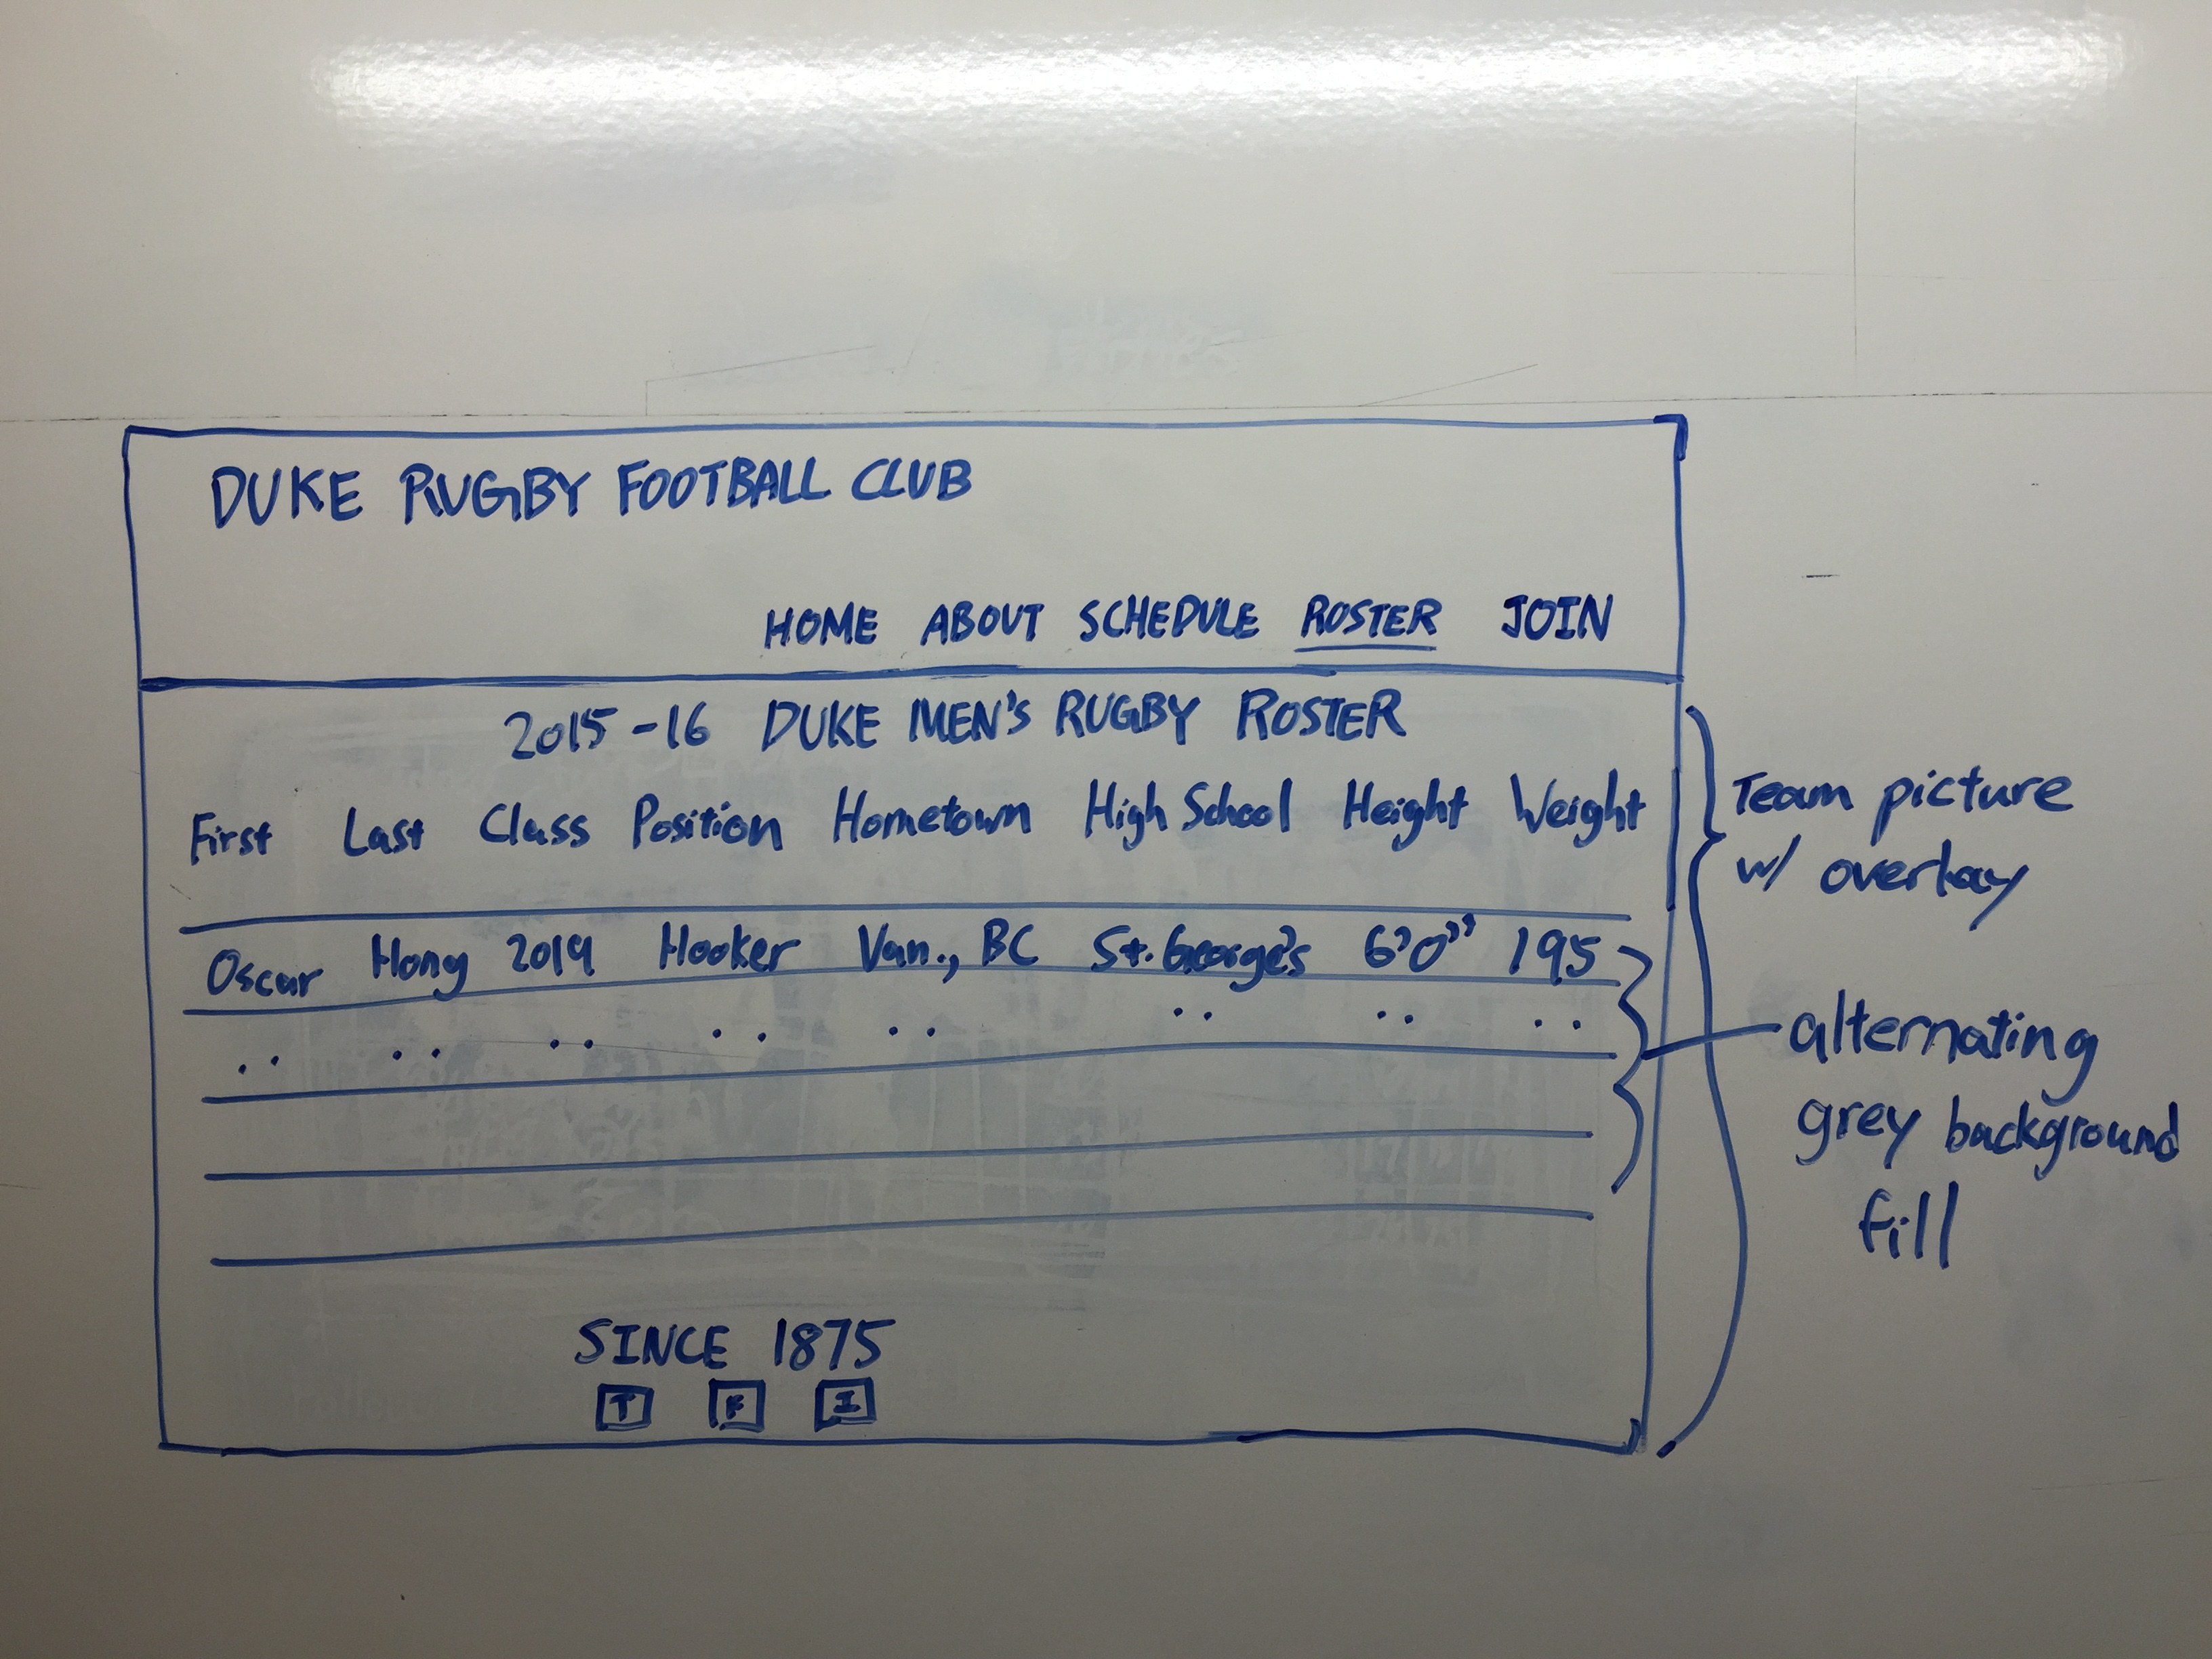 DUKE RUGBY FOOTBALL CLUB
HOME ABOUT SCHEDULE ROSTER JOIN
2015-16 DUKE MEN'S RUGBY ROSTER
First Last Class Position Hometown High School Height Weight
Oscar Hong 2019 Hooker Van., BC St. George's 6'0" 195
.. .. .. .. .. .. .. ..
SINCE 1875
T F I
Team picture
w/ overlay
alternating
grey background
fill